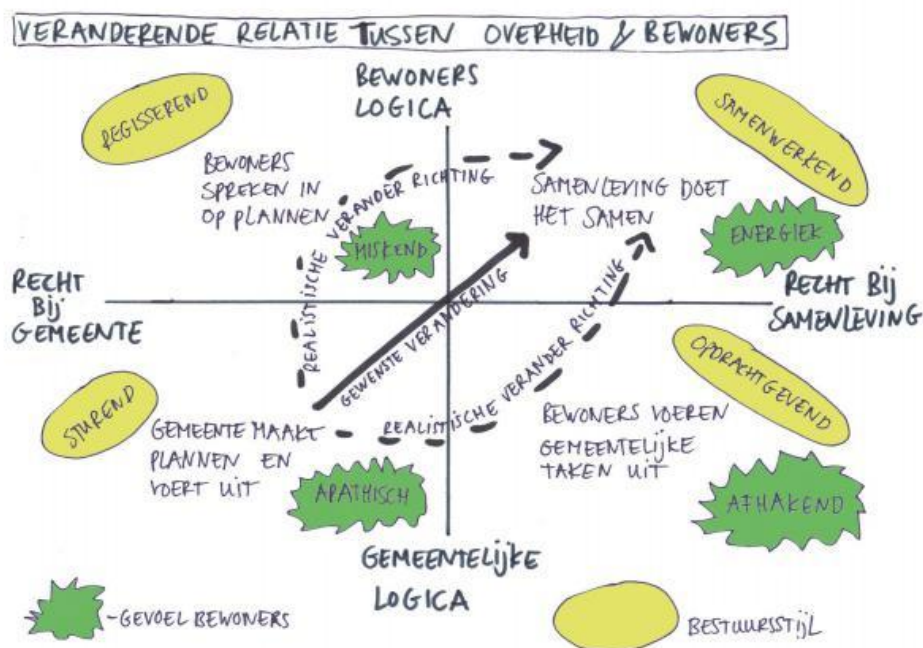 VERANDERENDE RELATIE TUSSEN OVERHEID & BEWONERS
BEWONERS
LOGICA
REGISSEREND
SAMENWERKEND
BEWONERS
SPREKEN IN
OP PLANNEN
REALISTISCHE VERANDER RICHTING
SAMENLEVING DOET
HET SAMEN
MISKEND
ENERGIEK
RECHT
Bij
GEMEENTE
RECHT Bij
SAMENLEVING
GEWENSTE VERANDERING
REALISTISCHE VERANDER RICHTING
STUREND
OPDRACHTGEVEND
GEMEENTE MAAKT
PLANNEN EN
VOERT UIT
BEWONERS VOEREN
GEMEENTELIJKE
TAKEN UIT
APATHISCH
AFHAKEND
GEMEENTELIJKE
LOGICA
-GEVOEL BEWONERS
BESTUURSSTIJL